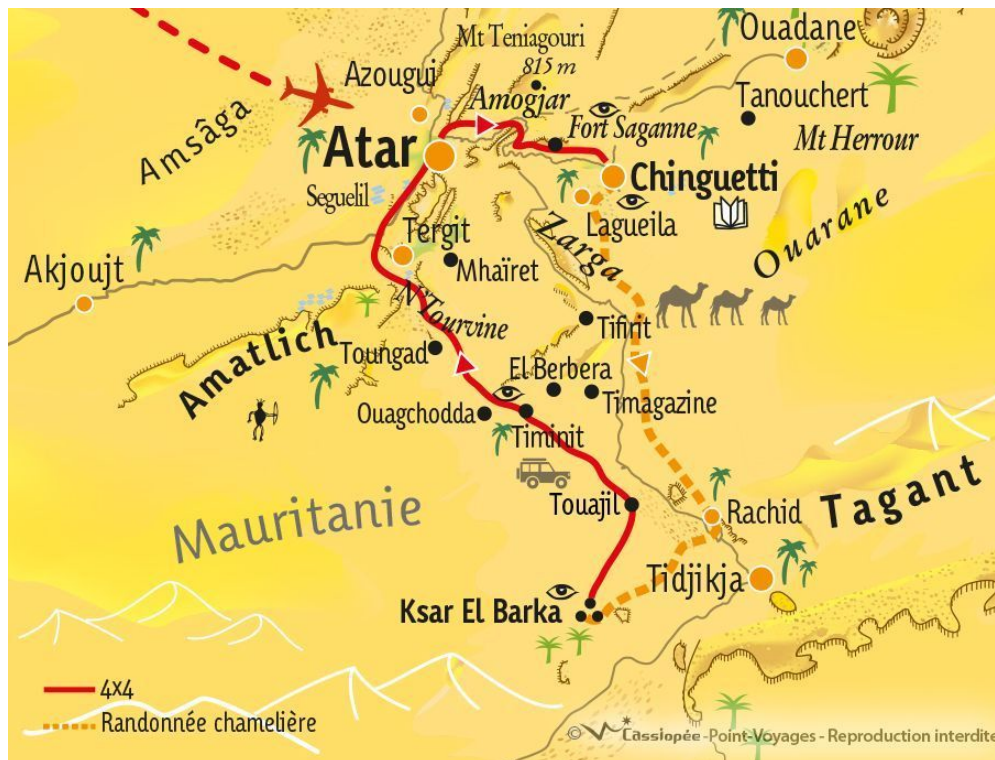 Ouadane
Mt Teniagouri
815 m
Azougui
Amogjar
Tanouchert
Amsâga
Fort Saganne
Mt Herrour
Atar
Chinguetti
Seguelil
Lagueila
Zarga
Ouarane
Tergit
Akjoujt
Mhaïret
N'Tourvine
Tifirit
Amatlich
Toungad
El Berbera
Timagazine
Ouagchodda
Timinit
Tagant
Mauritanie
Touajil
Rachid
Tidjikja
Ksar El Barka
4x4
Randonnée chamelière
© Cassiopée - Point-Voyages - Reproduction interdite